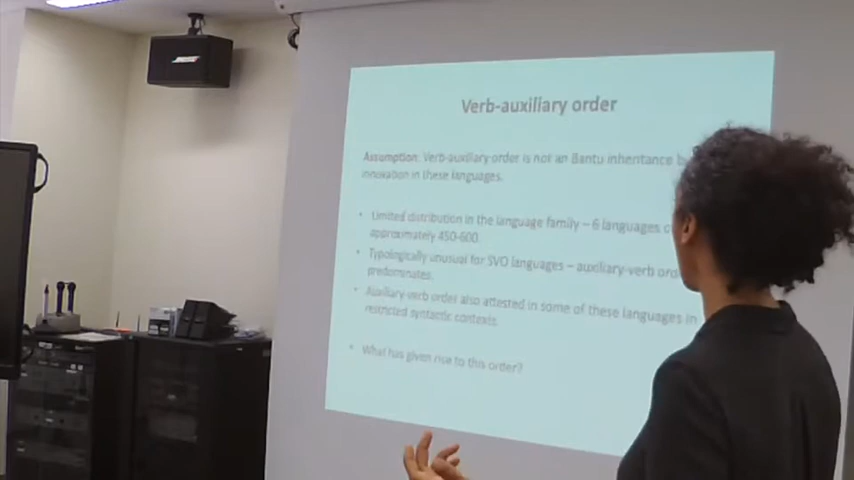 Verb-auxiliary order
Assumption: Verb-auxiliary order is not an Bantu inheritance
innovation in these languages.
• Limited distribution in the language family – 6 languages
approximately 450-600.
• Typologically unusual for SVO languages – auxiliary-verb
predominates.
• Auxiliary-verb order also attested in some of these languages in
restricted syntactic contexts.
• What has given rise to this order?